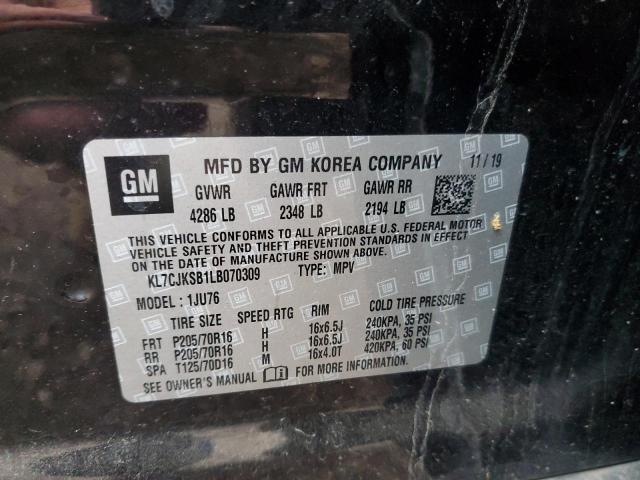 GM MFD BY GM KOREA COMPANY 11/19
GVWR GAWR FRT GAWR RR
4286 LB 2348 LB 2194 LB
THIS VEHICLE CONFORMS TO ALL APPLICABLE U.S. FEDERAL MOTOR
VEHICLE SAFETY AND THEFT PREVENTION STANDARDS IN EFFECT
ON THE DATE OF MANUFACTURE SHOWN ABOVE.
KL7CJKSB1LB070309 TYPE: MPV
MODEL: 1JU76
TIRE SIZE SPEED RTG RIM COLD TIRE PRESSURE
FRT P205/70R16 H 16x6.5J 240KPA, 35 PSI
RR P205/70R16 H 16x6.5J 240KPA, 35 PSI
SPA T125/70D16 M 16x4.0T 420KPA, 60 PSI
SEE OWNER'S MANUAL FOR MORE INFORMATION.